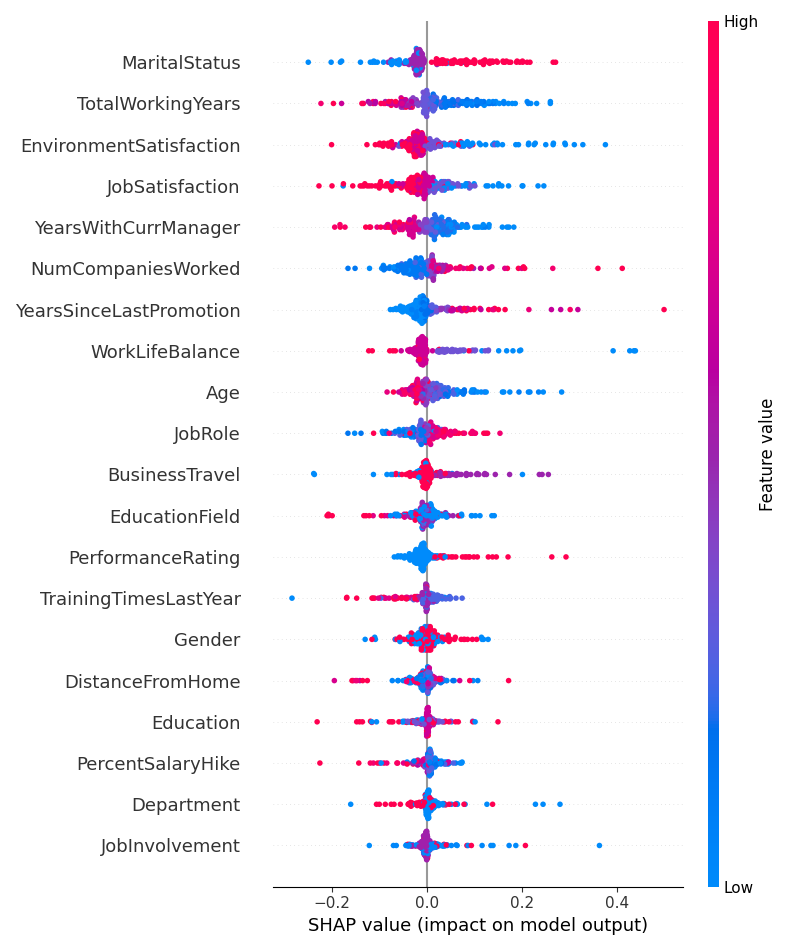 High
MaritalStatus
TotalWorkingYears
EnvironmentSatisfaction
JobSatisfaction
YearsWithCurrManager
NumCompaniesWorked
YearsSinceLastPromotion
WorkLifeBalance
Age
JobRole
BusinessTravel
EducationField
PerformanceRating
TrainingTimesLastYear
Gender
DistanceFromHome
Education
PercentSalaryHike
Department
JobInvolvement
Feature value
Low
−0.2 0.0 0.2 0.4
SHAP value (impact on model output)